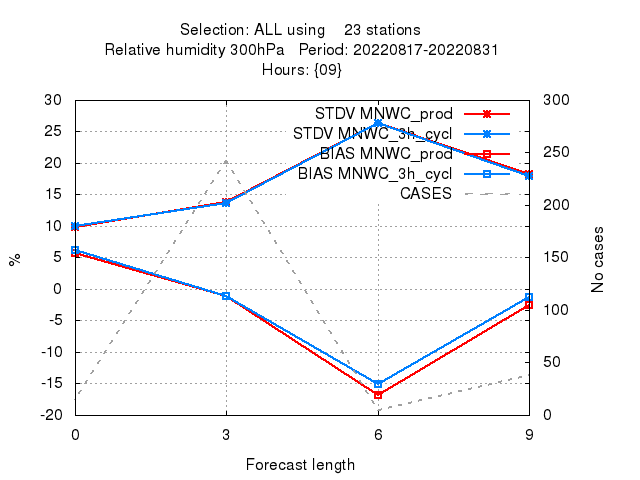 Selection: ALL using 23 stations
Relative humidity 300hPa Period: 20220817-20220831
Hours: {09}
30 300
25 250
20 200
15
10 150
5
0 100
-5
-10 50
-15
-20 0
%
No cases
STDV MNWC_prod
STDV MNWC_3h_cycl
BIAS MNWC_prod
BIAS MNWC_3h_cycl
CASES
0 3 6 9
Forecast length